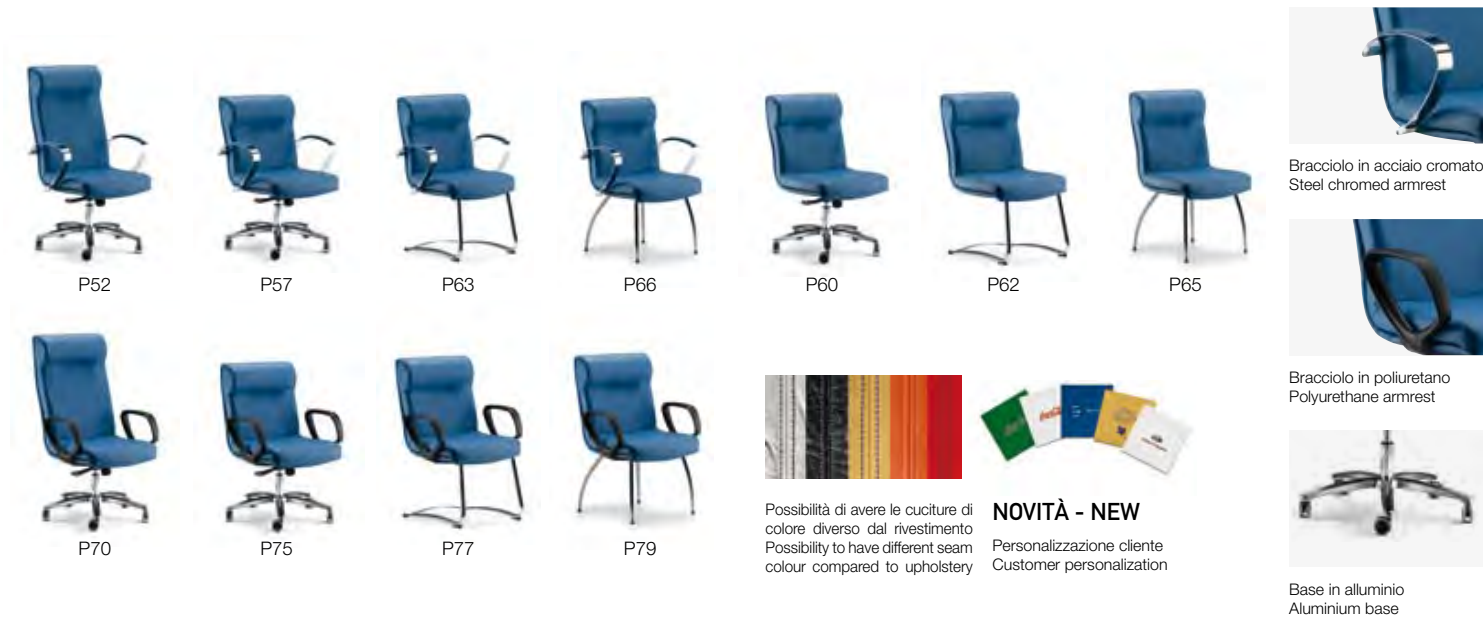 P52
P57
P63
P66
P60
P62
P65
P70
P75
P77
P79
Possibilità di avere le cuciture di
colore diverso dal rivestimento
Possibility to have different seam
colour compared to upholstery
NOVITÀ - NEW
Personalizzazione cliente
Customer personalization
Bracciolo in acciaio cromato
Steel chromed armrest
Bracciolo in poliuretano
Polyurethane armrest
Base in alluminio
Aluminium base